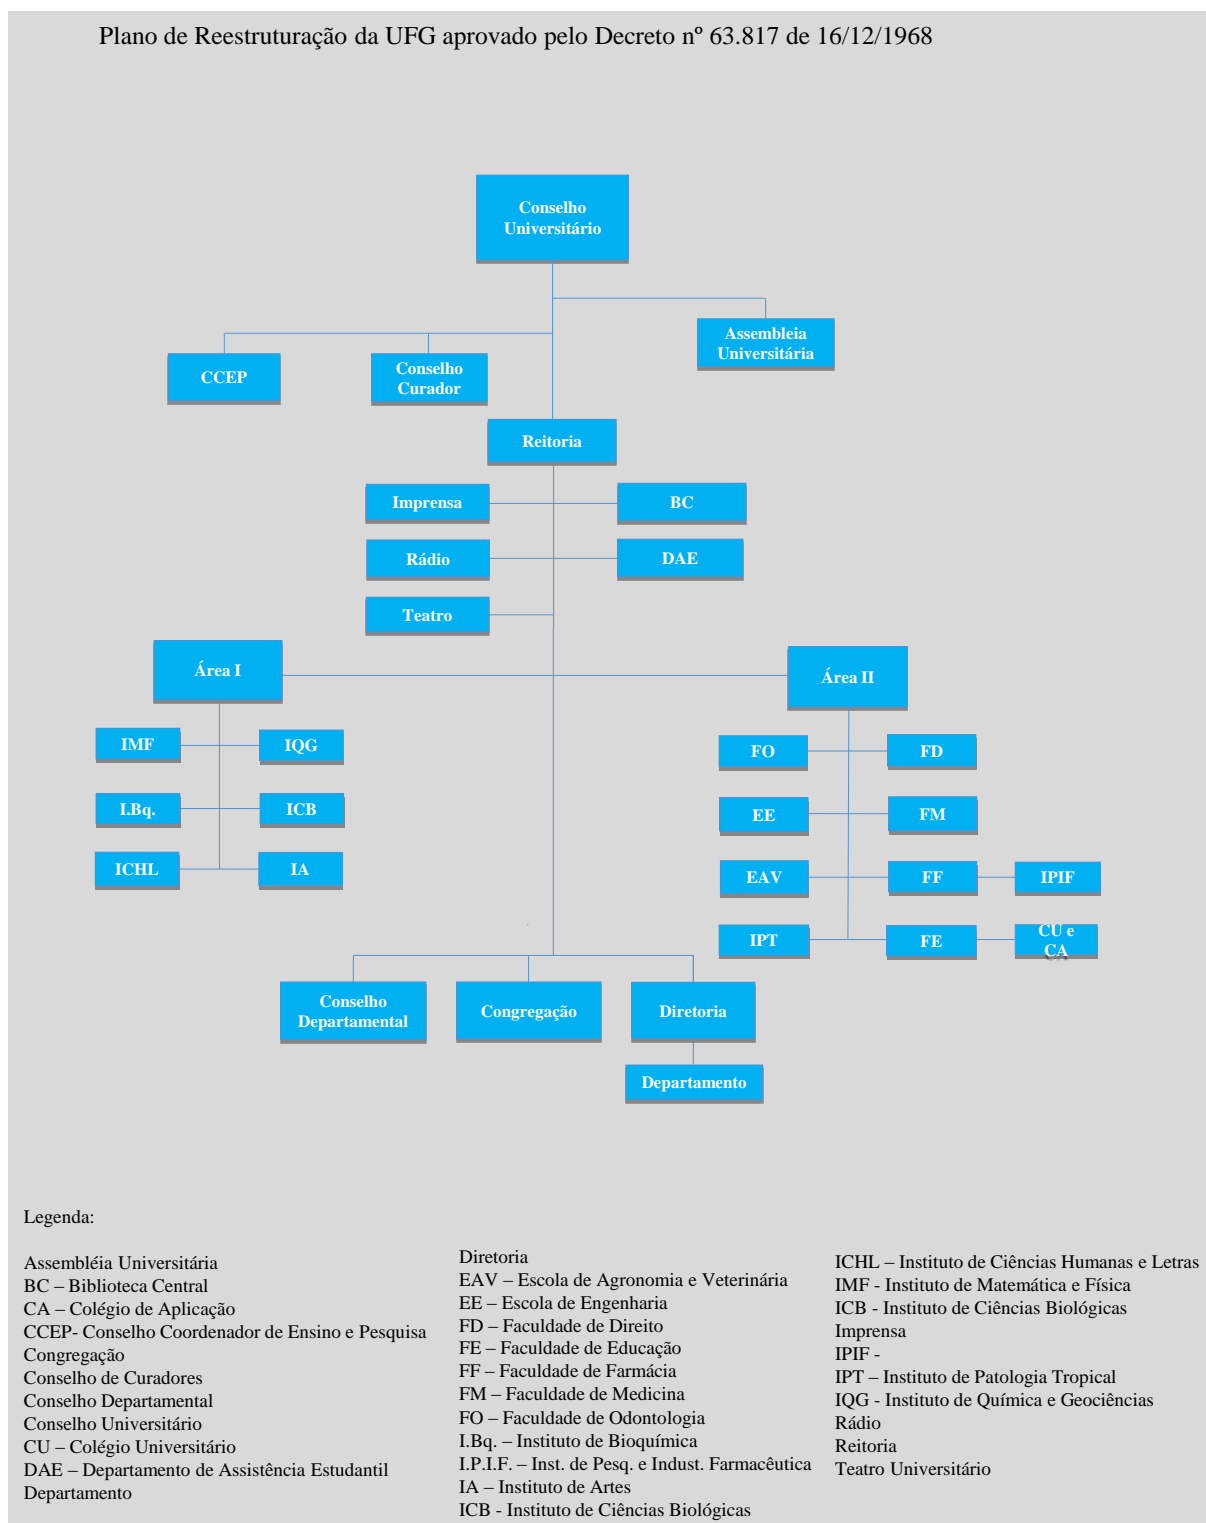 Plano de Reestruturação da UFG aprovado pelo Decreto nº 63.817 de 16/12/1968
Conselho
Universitário
Assembleia
Universitária
CCEP
Conselho
Curador
Reitoria
Imprensa
BC
Rádio
DAE
Teatro
Área I
Área II
IMF
IQG
I.Bq.
ICB
ICHL
IA
FO
FD
EE
FM
EAV
FF
IPIF
IPT
FE
CU e
CA
Conselho
Departamental
Congregação
Diretoria
Departamento
Legenda:
Assembléia Universitária
BC – Biblioteca Central
CA – Colégio de Aplicação
CCEP- Conselho Coordenador de Ensino e Pesquisa
Congregação
Conselho de Curadores
Conselho Departamental
Conselho Universitário
CU – Colégio Universitário
DAE – Departamento de Assistência Estudantil
Departamento
Diretoria
EAV – Escola de Agronomia e Veterinária
EE – Escola de Engenharia
FD – Faculdade de Direito
FE – Faculdade de Educação
FF – Faculdade de Farmácia
FM – Faculdade de Medicina
FO – Faculdade de Odontologia
I.Bq. – Instituto de Bioquímica
I.P.I.F. – Inst. de Pesq. e Indust. Farmacêutica
IA – Instituto de Artes
ICB - Instituto de Ciências Biológicas
ICHL – Instituto de Ciências Humanas e Letras
IMF - Instituto de Matemática e Física
ICB - Instituto de Ciências Biológicas
Imprensa
IPIF -
IPT – Instituto de Patologia Tropical
IQG - Instituto de Química e Geociências
Rádio
Reitoria
Teatro Universitário